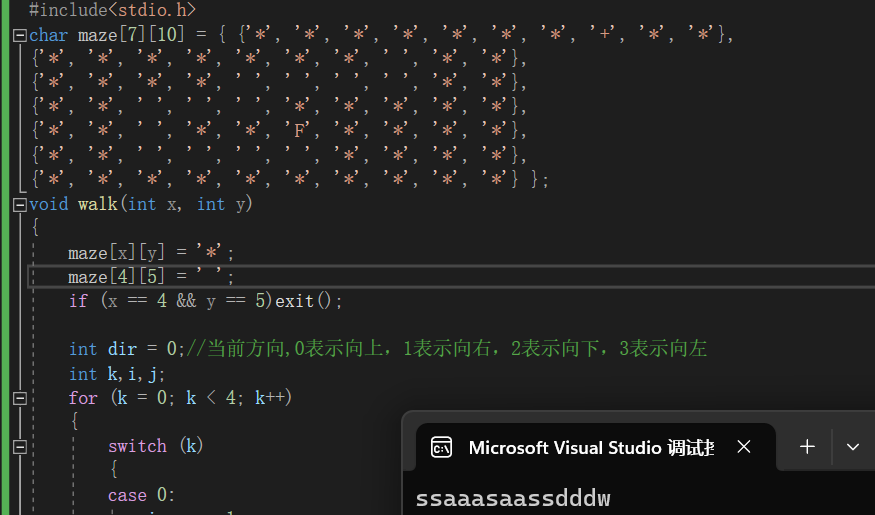 #include<stdio.h>
char maze[7][10] = { {'*', '*', '*', '*', '*', '*', '*', '+', '*', '*'},
{'*', '*', '*', '*', '*', '*', '*', ' ', '*', '*'},
{'*', '*', '*', '*', ' ', ' ', ' ', ' ', '*', '*'},
{'*', '*', ' ', ' ', ' ', '*', '*', '*', '*', '*'},
{'*', '*', ' ', '*', '*', 'F', '*', '*', '*', '*'},
{'*', '*', ' ', ' ', ' ', ' ', '*', '*', '*', '*'},
{'*', '*', '*', '*', '*', '*', '*', '*', '*', '*'} };
void walk(int x, int y)
{
maze[x][y] = '*';
maze[4][5] = ' ';
if (x == 4 && y == 5)exit();
int dir = 0;//当前方向,0表示向上，1表示向右，2表示向下，3表示向左
int k,i,j;
for (k = 0; k < 4; k++)
{
switch (k)
{
case 0:
Microsoft Visual Studio 调试
ssaaasaassdddw